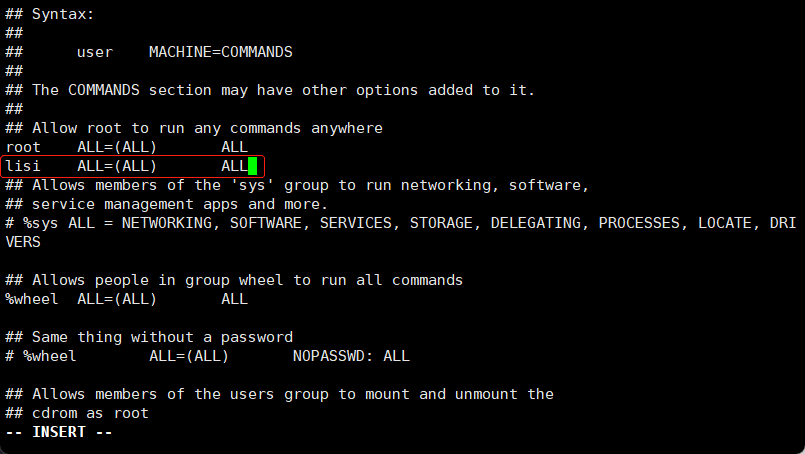 ## Syntax:
##
##      user    MACHINE=COMMANDS
##
## The COMMANDS section may have other options added to it.
##
## Allow root to run any commands anywhere
root    ALL=(ALL)       ALL
lisi    ALL=(ALL)       ALL
## Allows members of the 'sys' group to run networking, software,
## service management apps and more.
# %sys ALL = NETWORKING, SOFTWARE, SERVICES, STORAGE, DELEGATING, PROCESSES, LOCATE, DRI
VERS
## Allows people in group wheel to run all commands
%wheel  ALL=(ALL)       ALL
## Same thing without a password
# %wheel        ALL=(ALL)       NOPASSWD: ALL
## Allows members of the users group to mount and unmount the
## cdrom as root
-- INSERT --